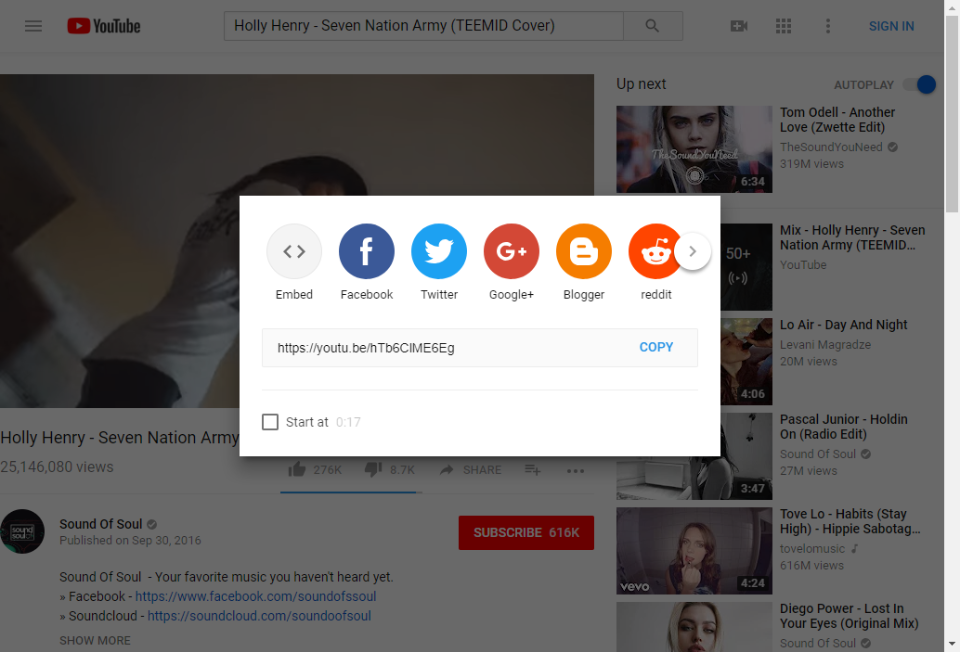 YouTube
Holly Henry - Seven Nation Army (TEEMID Cover)
SIGN IN
Up next
AUTOPLAY
TheSoundYouNeed
6:34
Tom Odell - Another
Love (Zwette Edit)
TheSoundYouNeed
319M views
50+
Mix - Holly Henry - Seven
Nation Army (TEEMID...
YouTube
4:06
Lo Air - Day And Night
Levani Magradze
20M views
3:47
Pascal Junior - Holdin
On (Radio Edit)
Sound Of Soul
27M views
vevo
4:24
Tove Lo - Habits (Stay
High) - Hippie Sabotag...
tovelomusic
616M views
Diego Power - Lost In
Your Eyes (Original Mix)
Sound Of Soul
Embed
Facebook
Twitter
Google+
Blogger
reddit
https://youtu.be/hTb6CIME6Eg
COPY
Start at 0:17
Holly Henry - Seven Nation Army
25,146,080 views
276K
8.7K
SHARE
sound
soul
Sound Of Soul
Published on Sep 30, 2016
SUBSCRIBE 616K
Sound Of Soul - Your favorite music you haven't heard yet.
» Facebook - https://www.facebook.com/soundofssoul
» Soundcloud - https://soundcloud.com/soundoofsoul
SHOW MORE